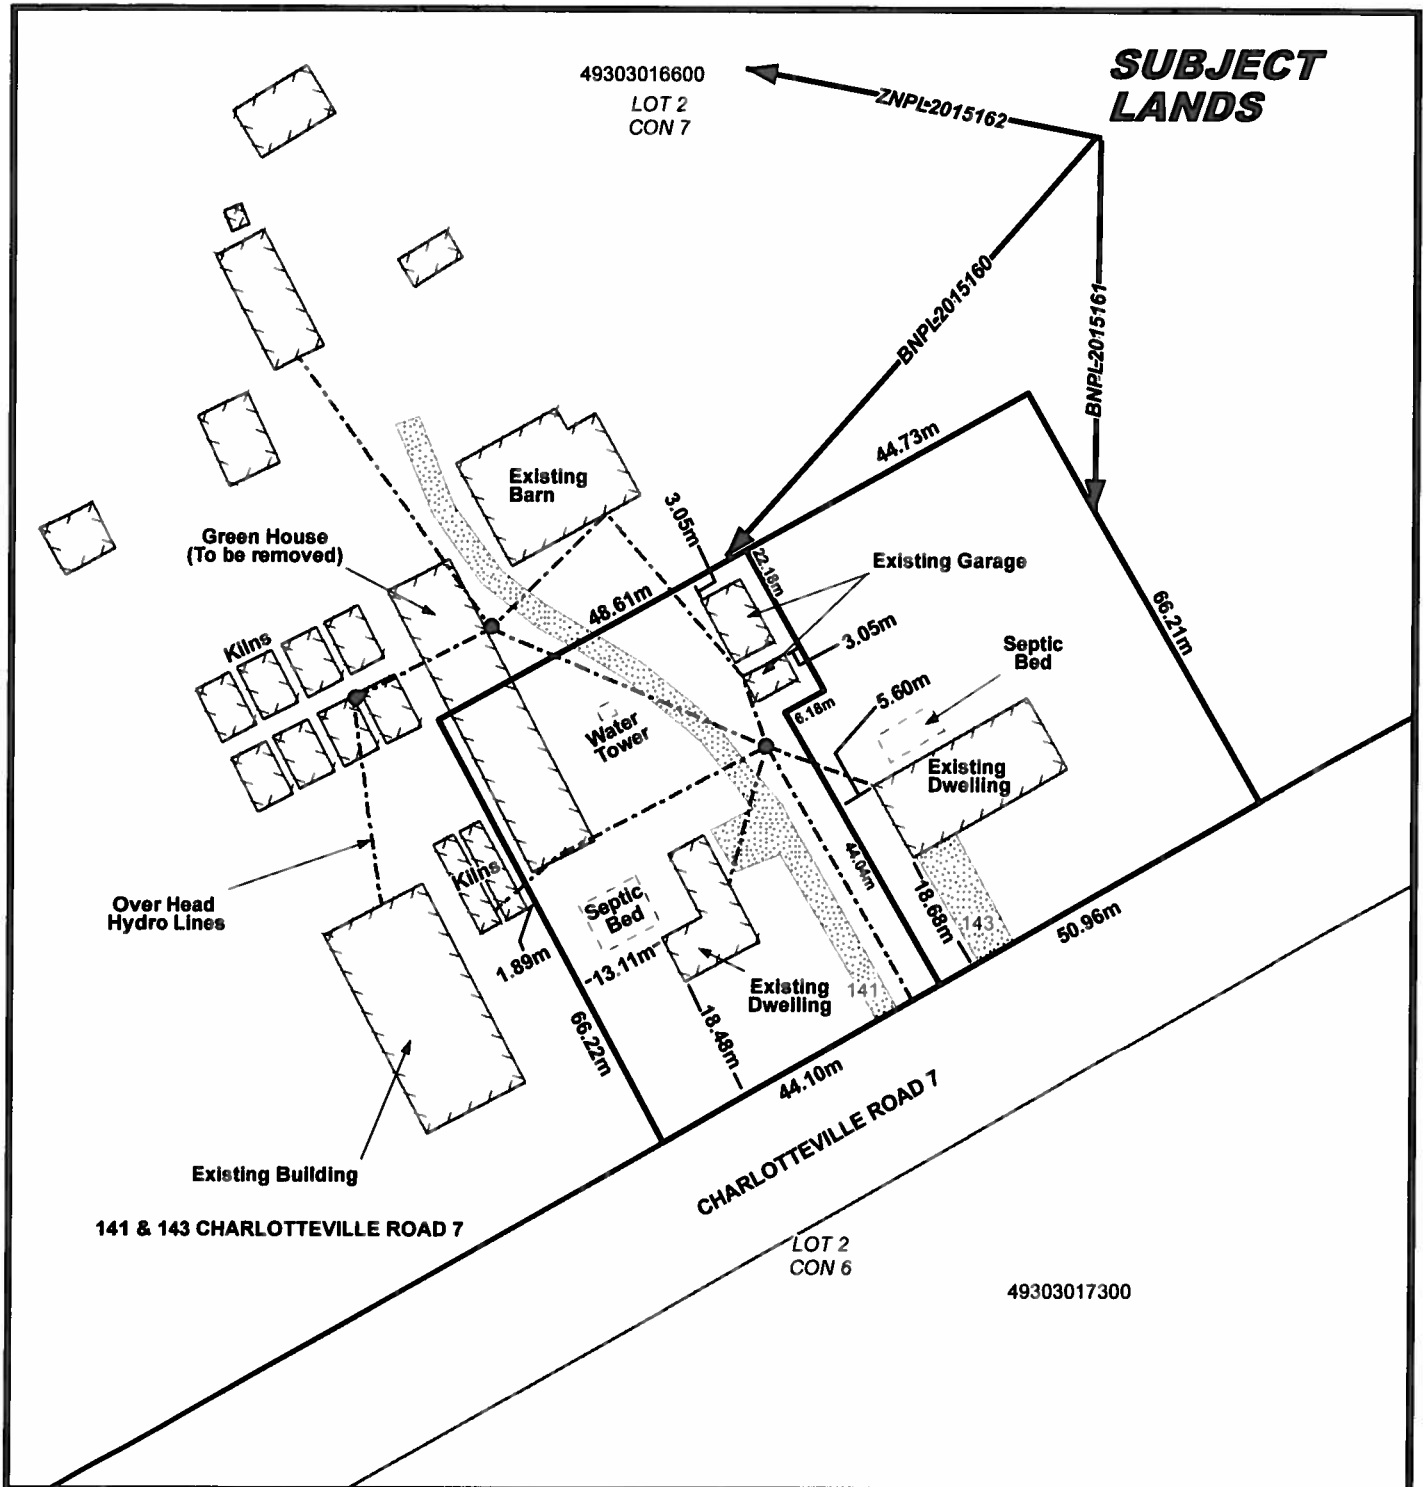 SUBJECT
LANDS
49303016600
LOT 2
CON 7
ZNPL-2015162
BNPL-2015160
BNPL-2015161
44.73m
Existing
Barn
3.05m
Green House
(To be removed)
22.18m
Existing Garage
48.61m
66.21m
3.05m
Kilns
Septic
Bed
5.60m
6.18m
Water
Tower
Existing
Dwelling
44.04m
Kilns
Over Head
Hydro Lines
Septic
Bed
18.68m
143
50.96m
1.89m
13.11m
Existing
Dwelling
141
66.22m
18.48m
44.10m
CHARLOTTEVILLE ROAD 7
Existing Building
141 & 143 CHARLOTTEVILLE ROAD 7
LOT 2
CON 6
49303017300